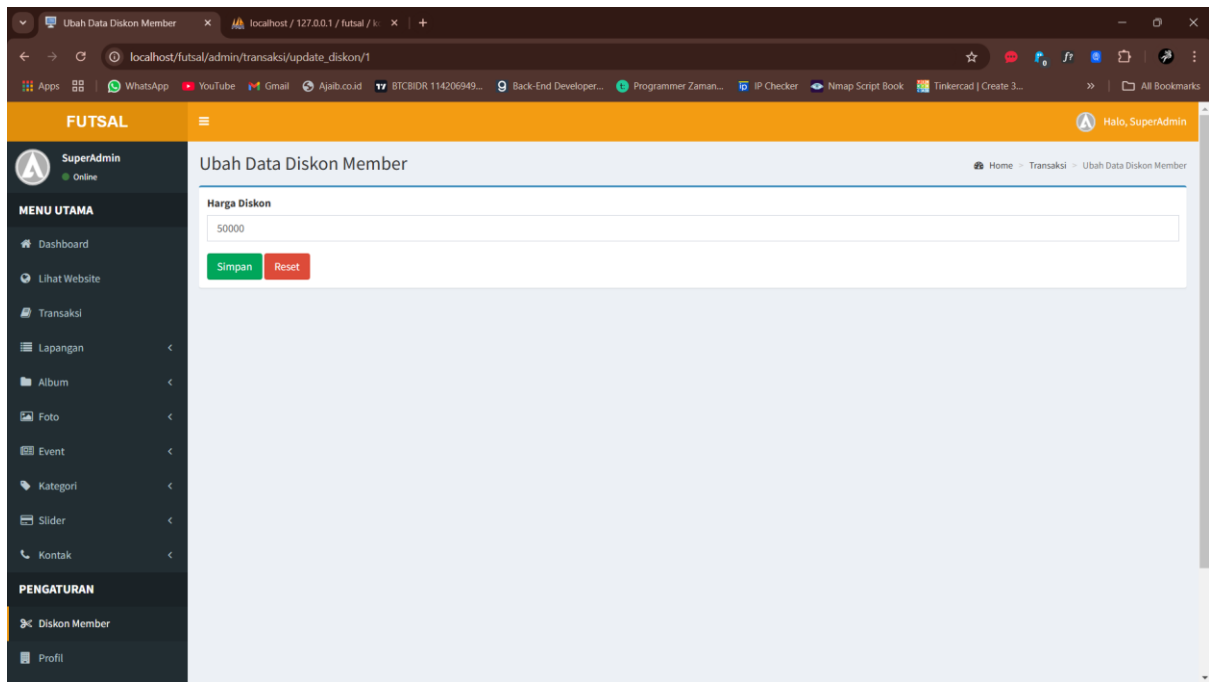 Ubah Data Diskon Member
localhost / 127.0.0.1 / futsal / k
localhost/futsal/admin/transaksi/update_diskon/1
Apps
WhatsApp
YouTube
Gmail
Ajaib.co.id
BTCBIDR 114206949...
Back-End Developer...
Programmer Zaman...
IP Checker
Nmap Script Book
Tinkercad | Create 3...
»
All Bookmarks
FUTSAL
Halo, SuperAdmin
SuperAdmin
Online
MENU UTAMA
Dashboard
Lihat Website
Transaksi
Lapangan
Album
Foto
Event
Kategori
Slider
Kontak
PENGATURAN
Diskon Member
Profil
Ubah Data Diskon Member
Home > Transaksi > Ubah Data Diskon Member
Harga Diskon
50000
Simpan
Reset